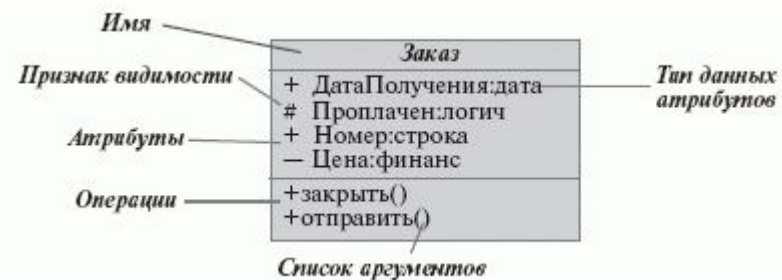 Имя
Заказ
Признак видимости
+ ДатаПолучения:дата
Тип данных
атрибутов
# Проплачен:логич
Атрибуты
+ Номер:строка
— Цена:финанс
Операции
+закрыть()
+отправить()
Список аргументов